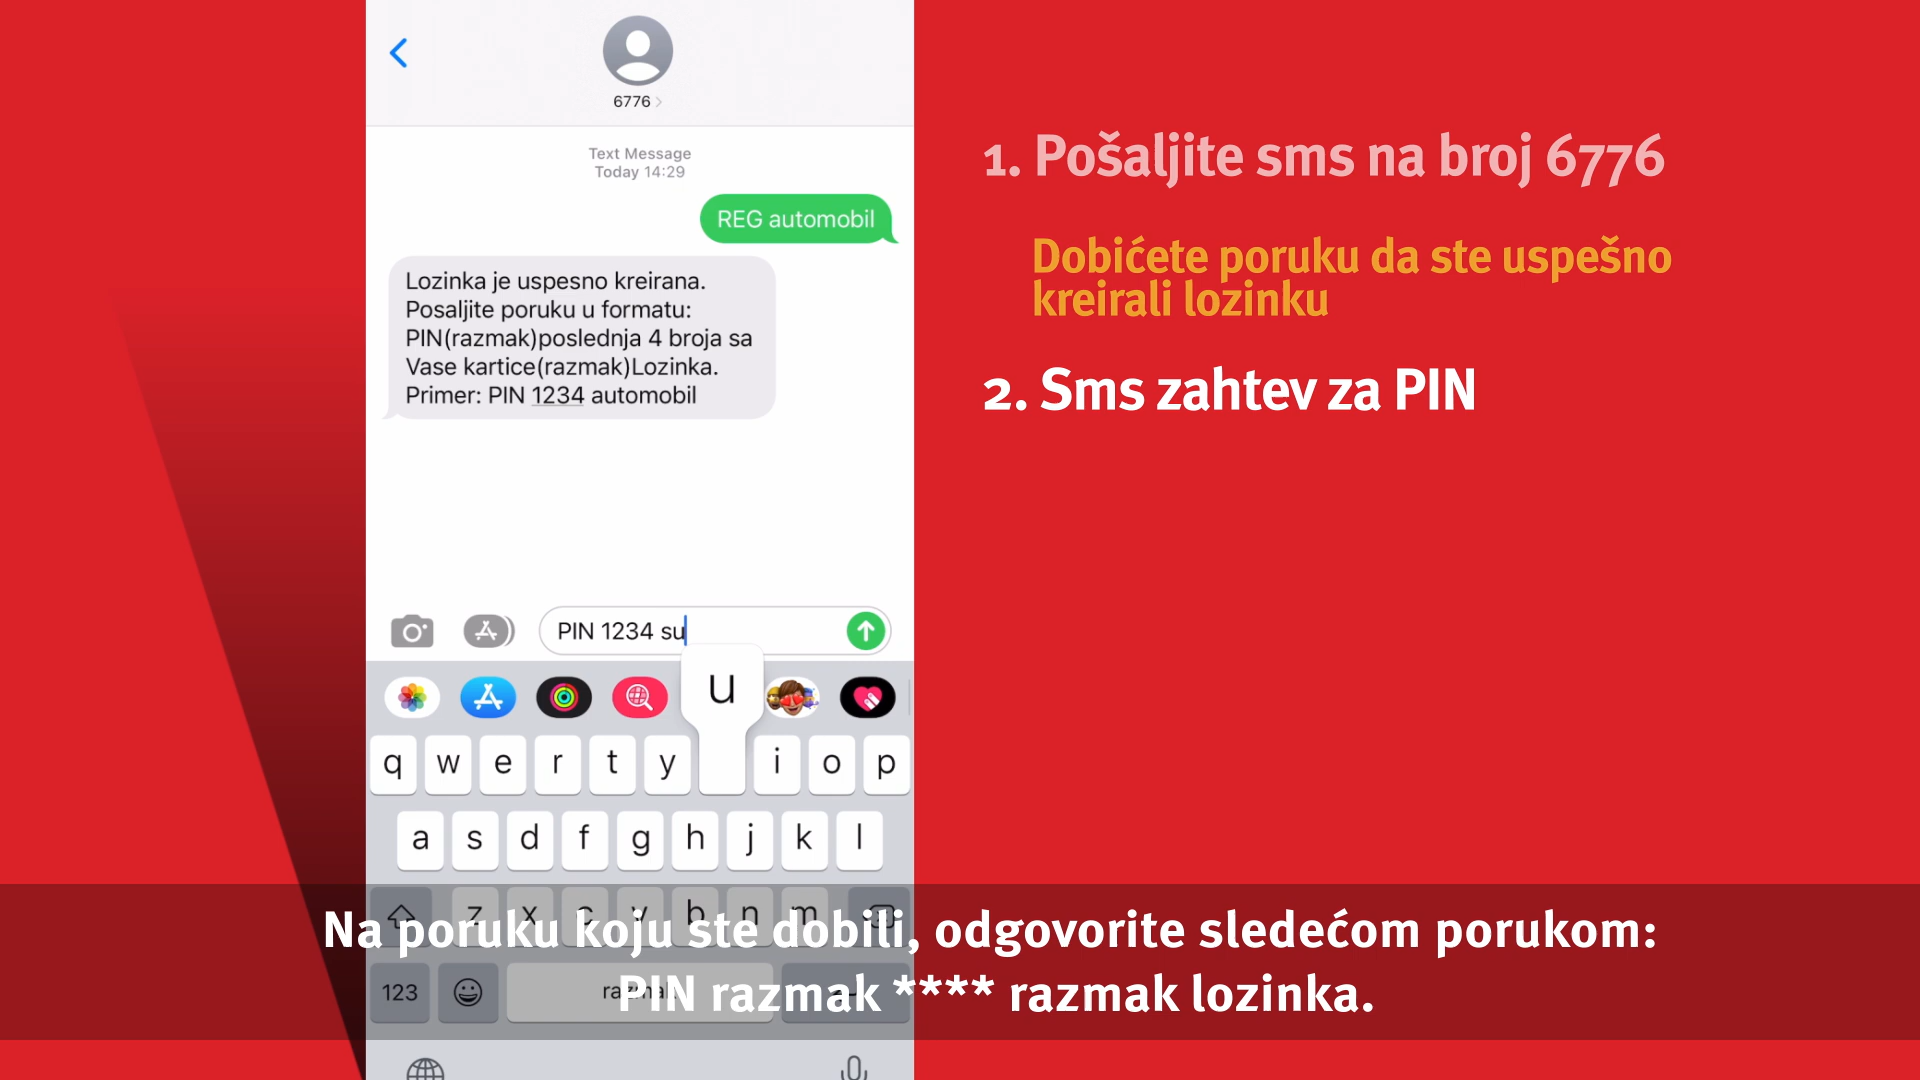 6776
Text Message
Today 14:29
REG automobil
Lozinka je uspesno kreirana.
Posaljite poruku u formatu:
PIN(razmak)poslednja 4 broja sa
Vase kartice(razmak)Lozinka.
Primer: PIN 1234 automobil
PIN 1234 su
u
q w e r t y i o p
a s d f g h j k l
z x c v b n m
123 razmak
1. Pošaljite sms na broj 6776
Dobićete poruku da ste uspešno
kreirali lozinku
2. Sms zahtev za PIN
Na poruku koju ste dobili, odgovorite sledećom porukom:
PIN razmak **** razmak lozinka.